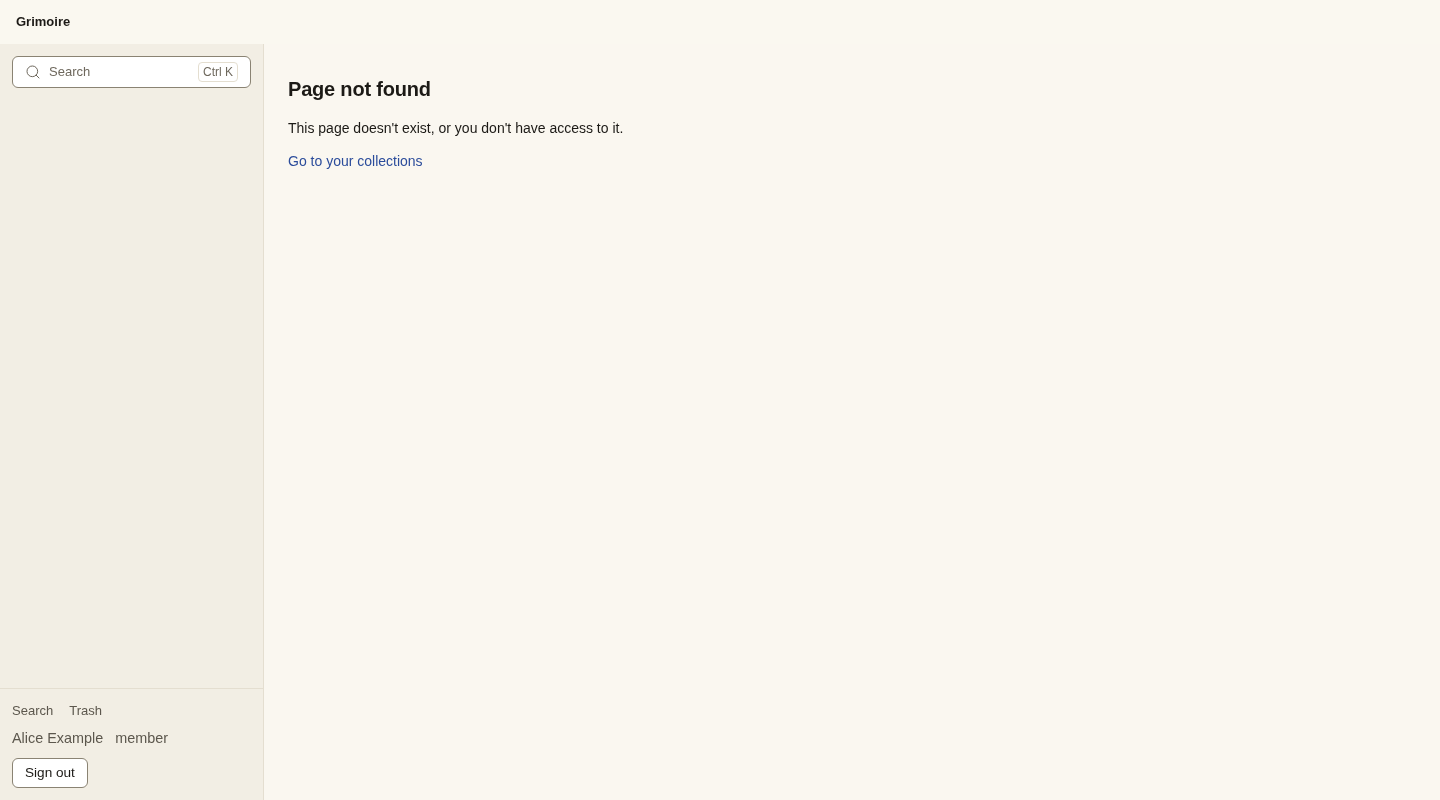 Grimoire
Search Ctrl K
Page not found
This page doesn't exist, or you don't have access to it.
Go to your collections
Search Trash
Alice Example member
Sign out